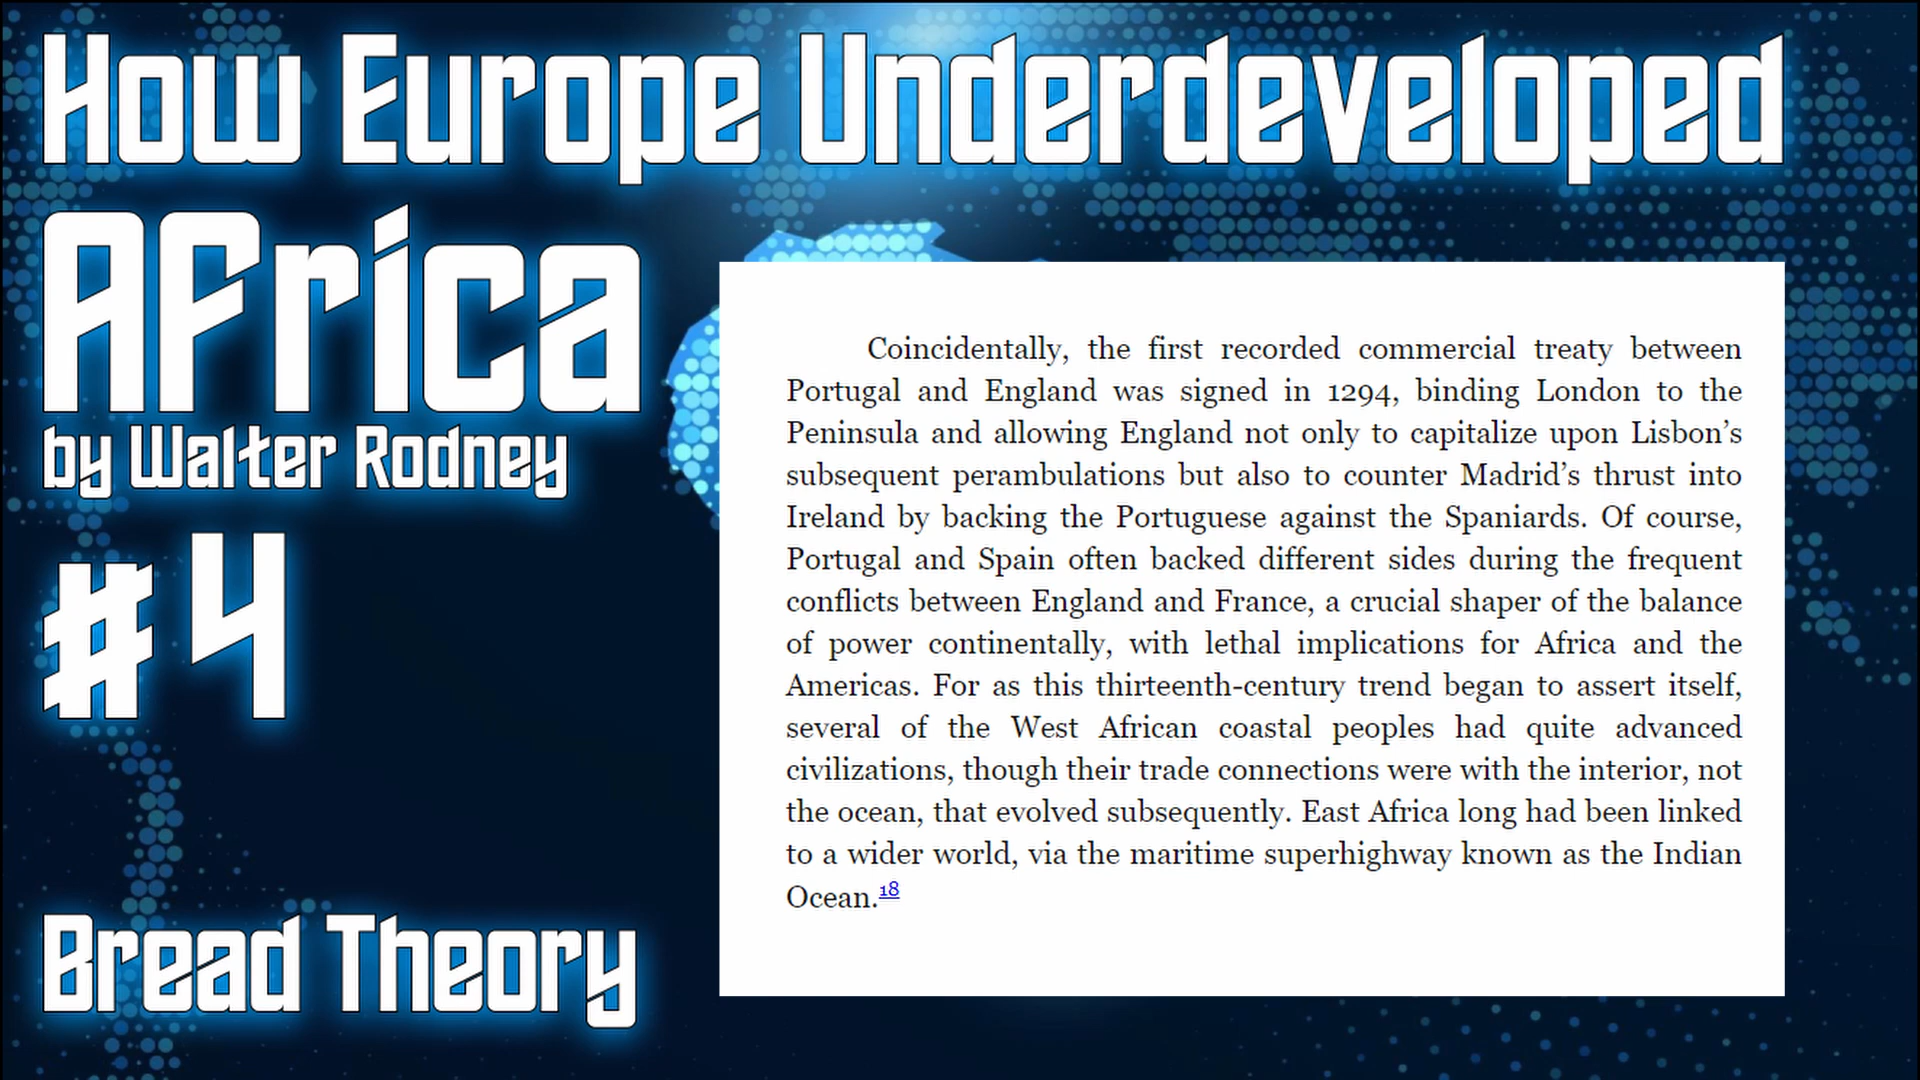 How Europe Underdeveloped
Africa
by Walter Rodney
#4
Bread Theory
Coincidentally, the first recorded commercial treaty between
Portugal and England was signed in 1294, binding London to the
Peninsula and allowing England not only to capitalize upon Lisbon’s
subsequent perambulations but also to counter Madrid’s thrust into
Ireland by backing the Portuguese against the Spaniards. Of course,
Portugal and Spain often backed different sides during the frequent
conflicts between England and France, a crucial shaper of the balance
of power continentally, with lethal implications for Africa and the
Americas. For as this thirteenth-century trend began to assert itself,
several of the West African coastal peoples had quite advanced
civilizations, though their trade connections were with the interior, not
the ocean, that evolved subsequently. East Africa long had been linked
to a wider world, via the maritime superhighway known as the Indian
Ocean.18